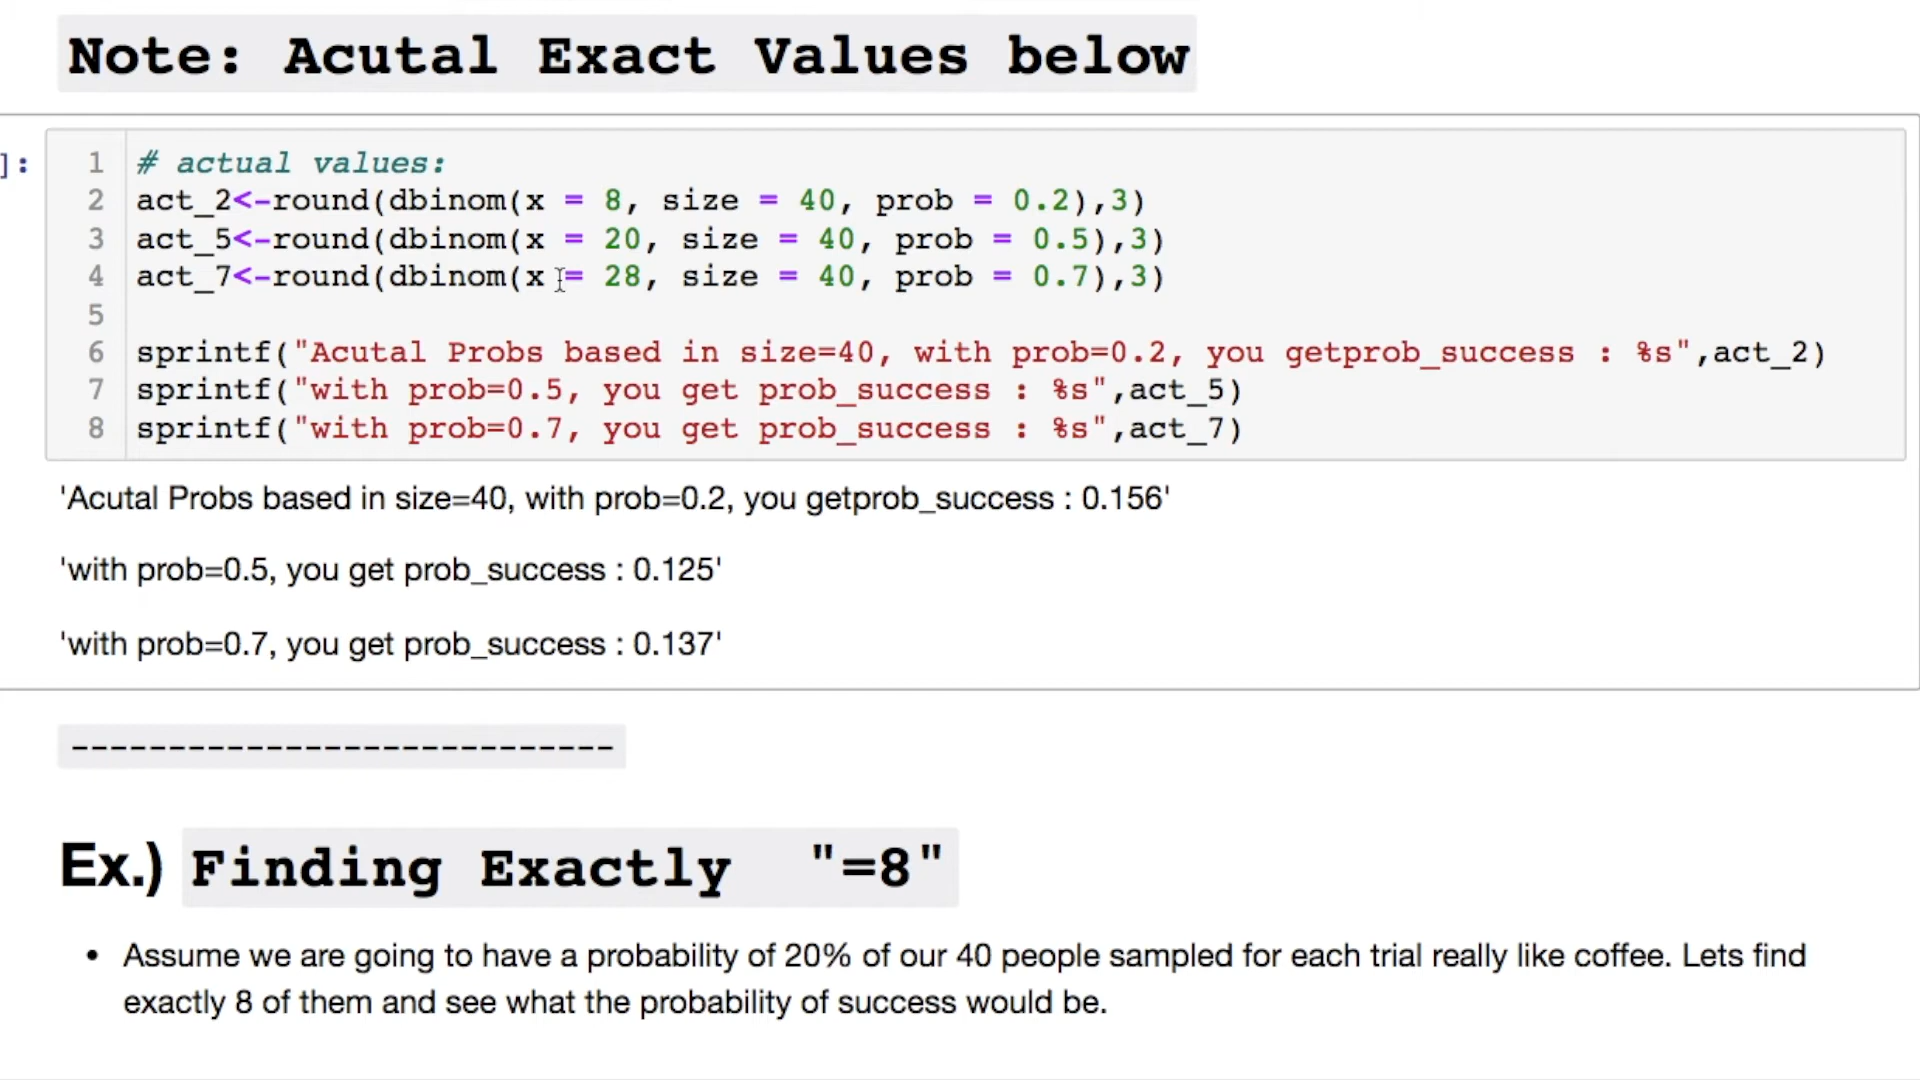 Note: Acutal Exact Values below
]:
1 # actual values:
2 act_2<-round(dbinom(x = 8, size = 40, prob = 0.2),3)
3 act_5<-round(dbinom(x = 20, size = 40, prob = 0.5),3)
4 act_7<-round(dbinom(x = 28, size = 40, prob = 0.7),3)
5
6 sprintf("Acutal Probs based in size=40, with prob=0.2, you getprob_success : %s",act_2)
7 sprintf("with prob=0.5, you get prob_success : %s",act_5)
8 sprintf("with prob=0.7, you get prob_success : %s",act_7)
'Acutal Probs based in size=40, with prob=0.2, you getprob_success : 0.156'
'with prob=0.5, you get prob_success : 0.125'
'with prob=0.7, you get prob_success : 0.137'
----------------------------
Ex.) Finding Exactly "=8"
• Assume we are going to have a probability of 20% of our 40 people sampled for each trial really like coffee. Lets find
exactly 8 of them and see what the probability of success would be.